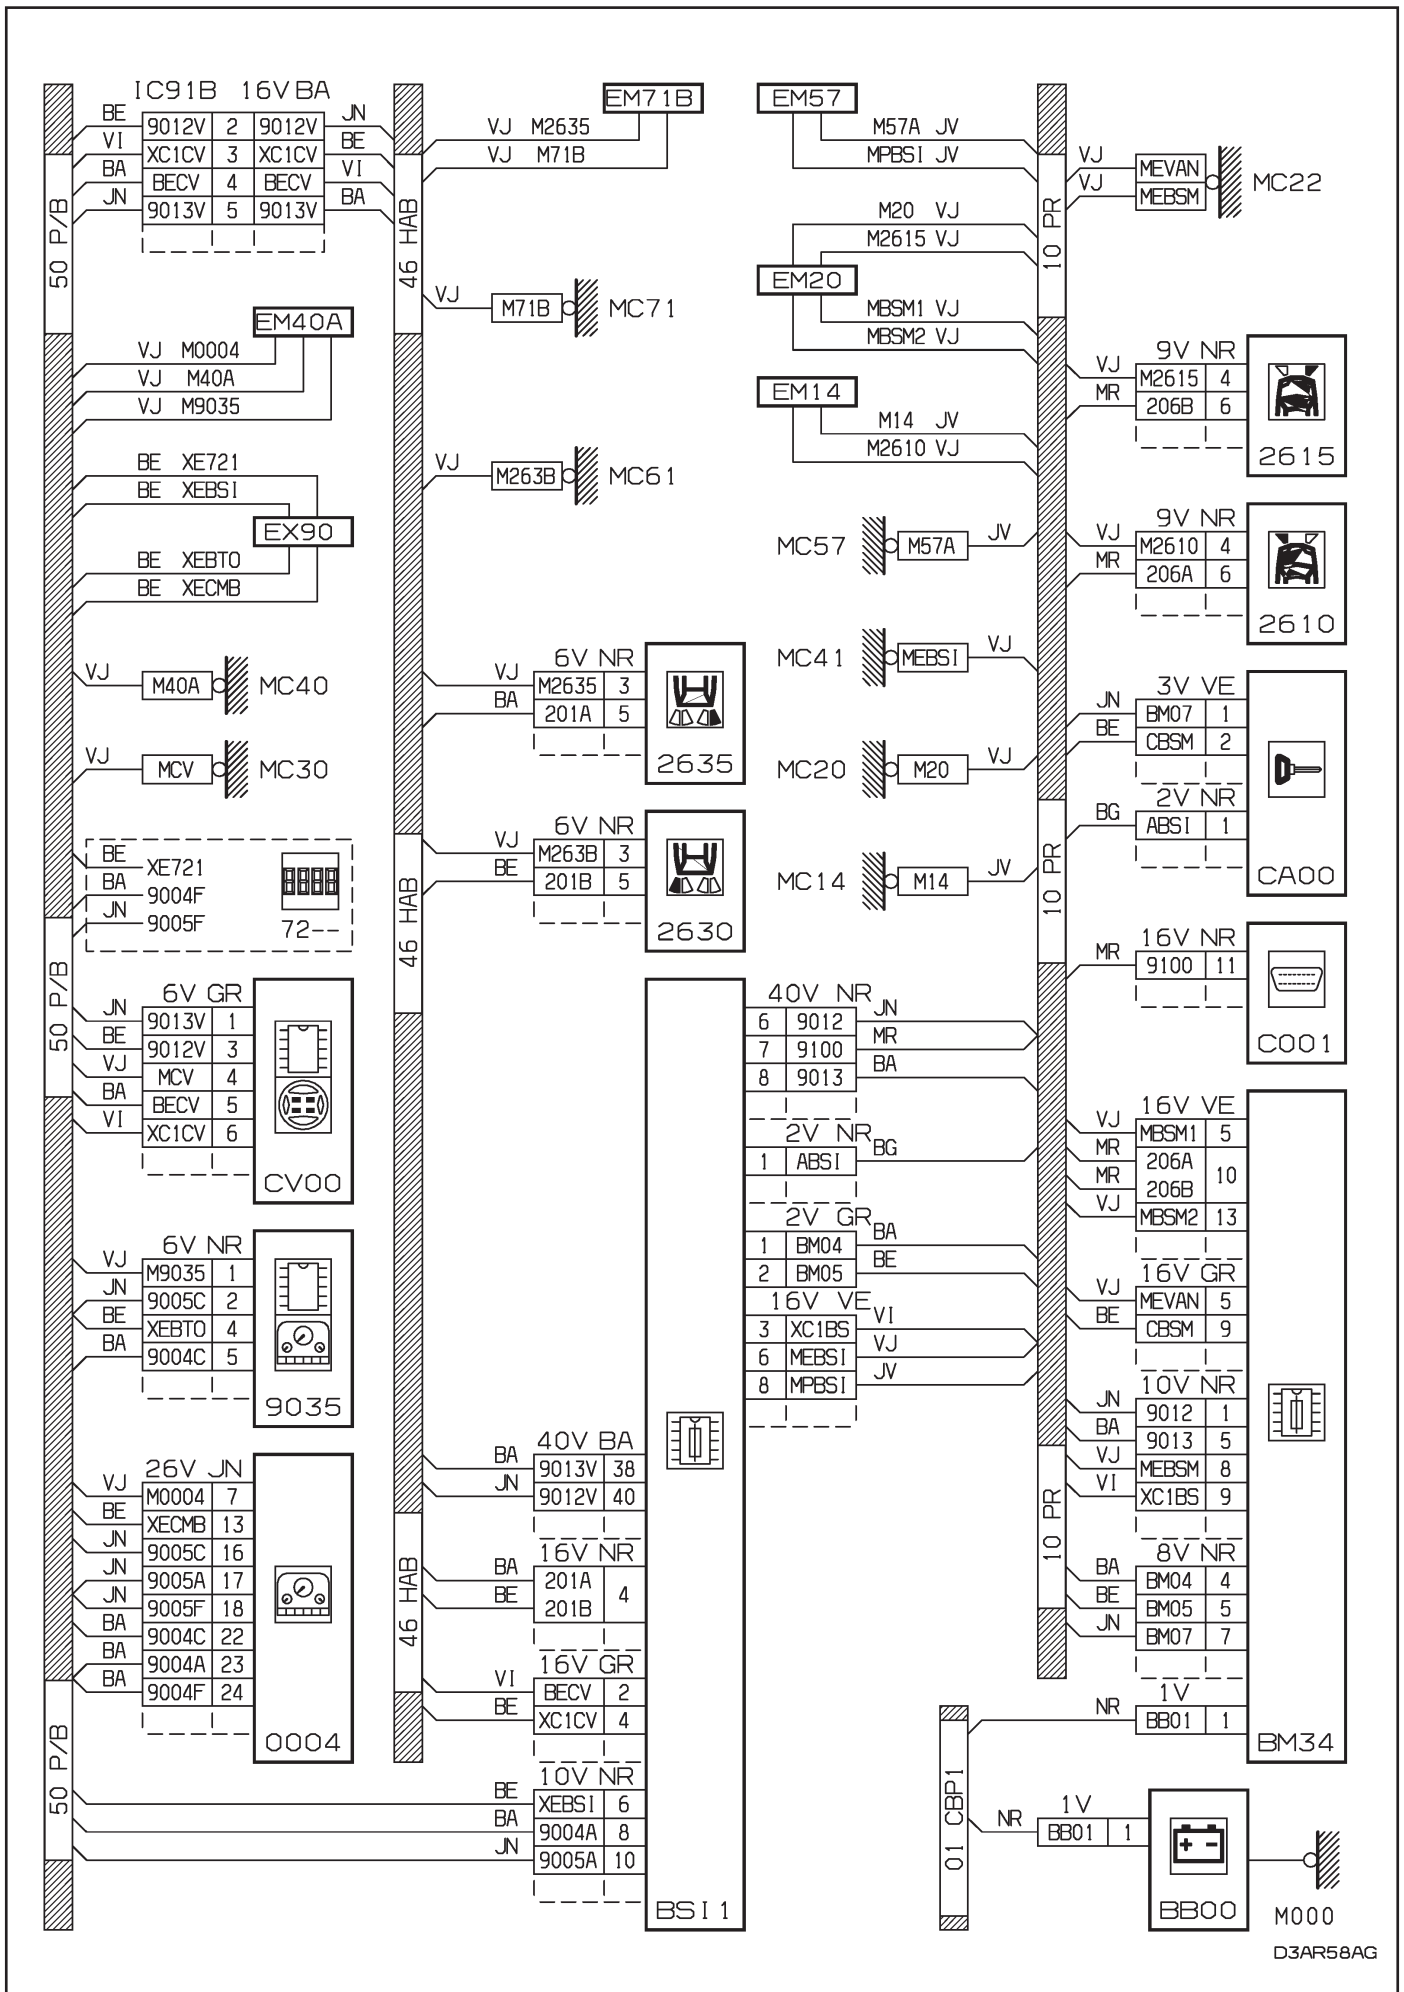 IC91B 16V BA
BE 9012V 2 9012V JN
VI XC1CV 3 XC1CV BE
BA BECV 4 BECV VI
JN 9013V 5 9013V BA
50 P/B
EM40A
VJ M0004
VJ M40A
VJ M9035
BE XE721
BE XEBSI
EX90
BE XEBTO
BE XECMB
VJ M40A MC40
VJ MCV MC30
BE XE721
BA 9004F
JN 9005F
72--
50 P/B
6V GR
JN 9013V 1
BE 9012V 3
VJ MCV 4
BA BECV 5
VI XC1CV 6
CV00
6V NR
VJ M9035 1
JN 9005C 2
BE XEBTO 4
BA 9004C 5
9035
26V JN
VJ M0004 7
BE XECMB 13
JN 9005C 16
JN 9005A 17
JN 9005F 18
BA 9004C 22
BA 9004A 23
BA 9004F 24
0004
50 P/B
46 HAB
EM71B
VJ M2635
VJ M71B
VJ M71B MC71
VJ M263B MC61
6V NR
VJ M2635 3
BA 201A 5
2635
6V NR
VJ M263B 3
BE 201B 5
2630
46 HAB
40V BA
BA 9013V 38
JN 9012V 40
16V NR
BA 201A 4
BE 201B
46 HAB
16V GR
VI BECV 2
BE XC1CV 4
10V NR
BE XEBSI 6
BA 9004A 8
JN 9005A 10
BSI1
40V NR
6 9012 JN
7 9100 MR
8 9013 BA
2V NR
1 ABSI BG
2V GR
1 BM04 BA
2 BM05 BE
16V VE
3 XC1BS VI
6 MEBSI VJ
8 MPBSI JV
EM57
M57A JV
MPBSI JV
M20 VJ
M2615 VJ
EM20
MBSM1 VJ
MBSM2 VJ
EM14
M14 JV
M2610 VJ
MC57 M57A JV
MC41 MEBSI VJ
MC20 M20 VJ
MC14 M14 JV
10 PR
VJ MEVAN
VJ MEBSM
MC22
9V NR
VJ M2615 4
MR 206B 6
2615
9V NR
VJ M2610 4
MR 206A 6
2610
3V VE
JN BM07 1
BE CBSM 2
2V NR
BG ABSI 1
CA00
10 PR
16V NR
MR 9100 11
C001
16V VE
VJ MBSM1 5
MR 206A 10
MR 206B
VJ MBSM2 13
16V GR
VJ MEVAN 5
BE CBSM 9
10V NR
JN 9012 1
BA 9013 5
VJ MEBSM 8
VI XC1BS 9
10 PR
8V NR
BA BM04 4
BE BM05 5
JN BM07 7
1V
NR BB01 1
BM34
01 CBP1
1V
NR BB01 1
+ -
BB00
M000
D3AR58AG